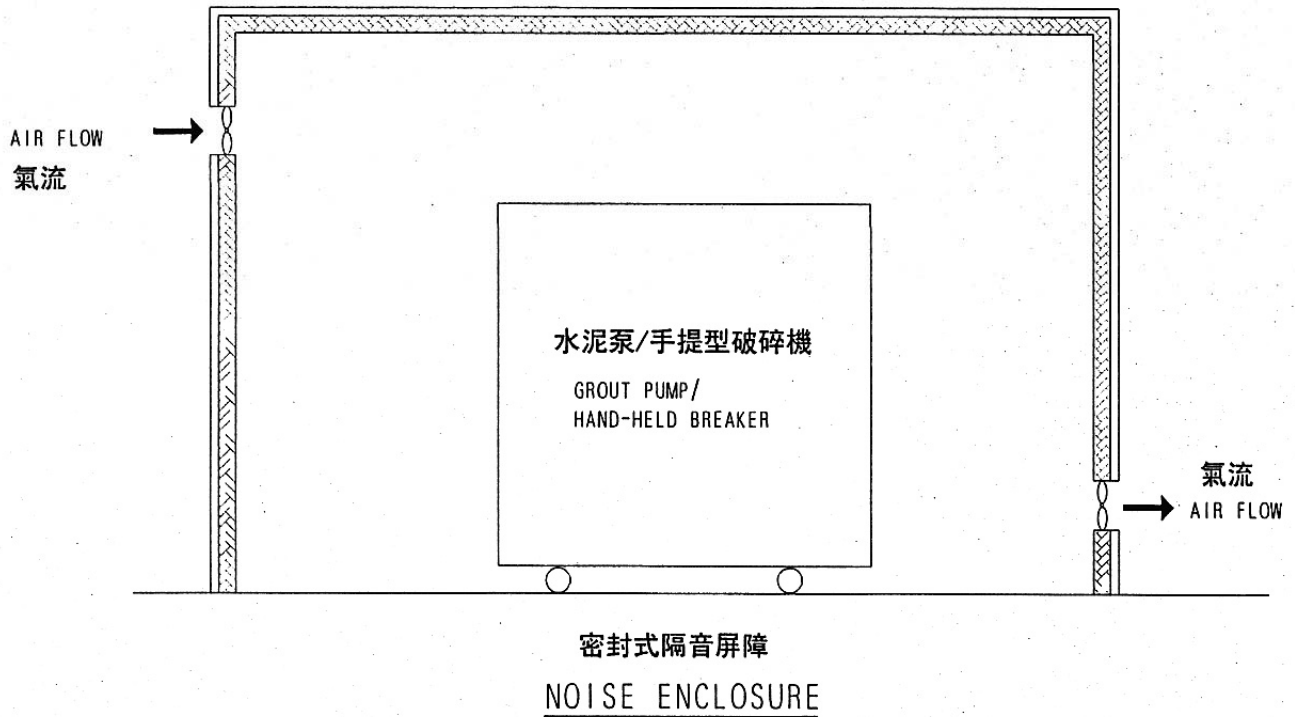 AIR FLOW
氣流
水泥泵/手提型破碎機
GROUT PUMP/
HAND-HELD BREAKER
氣流
AIR FLOW
密封式隔音屏障
NOISE ENCLOSURE